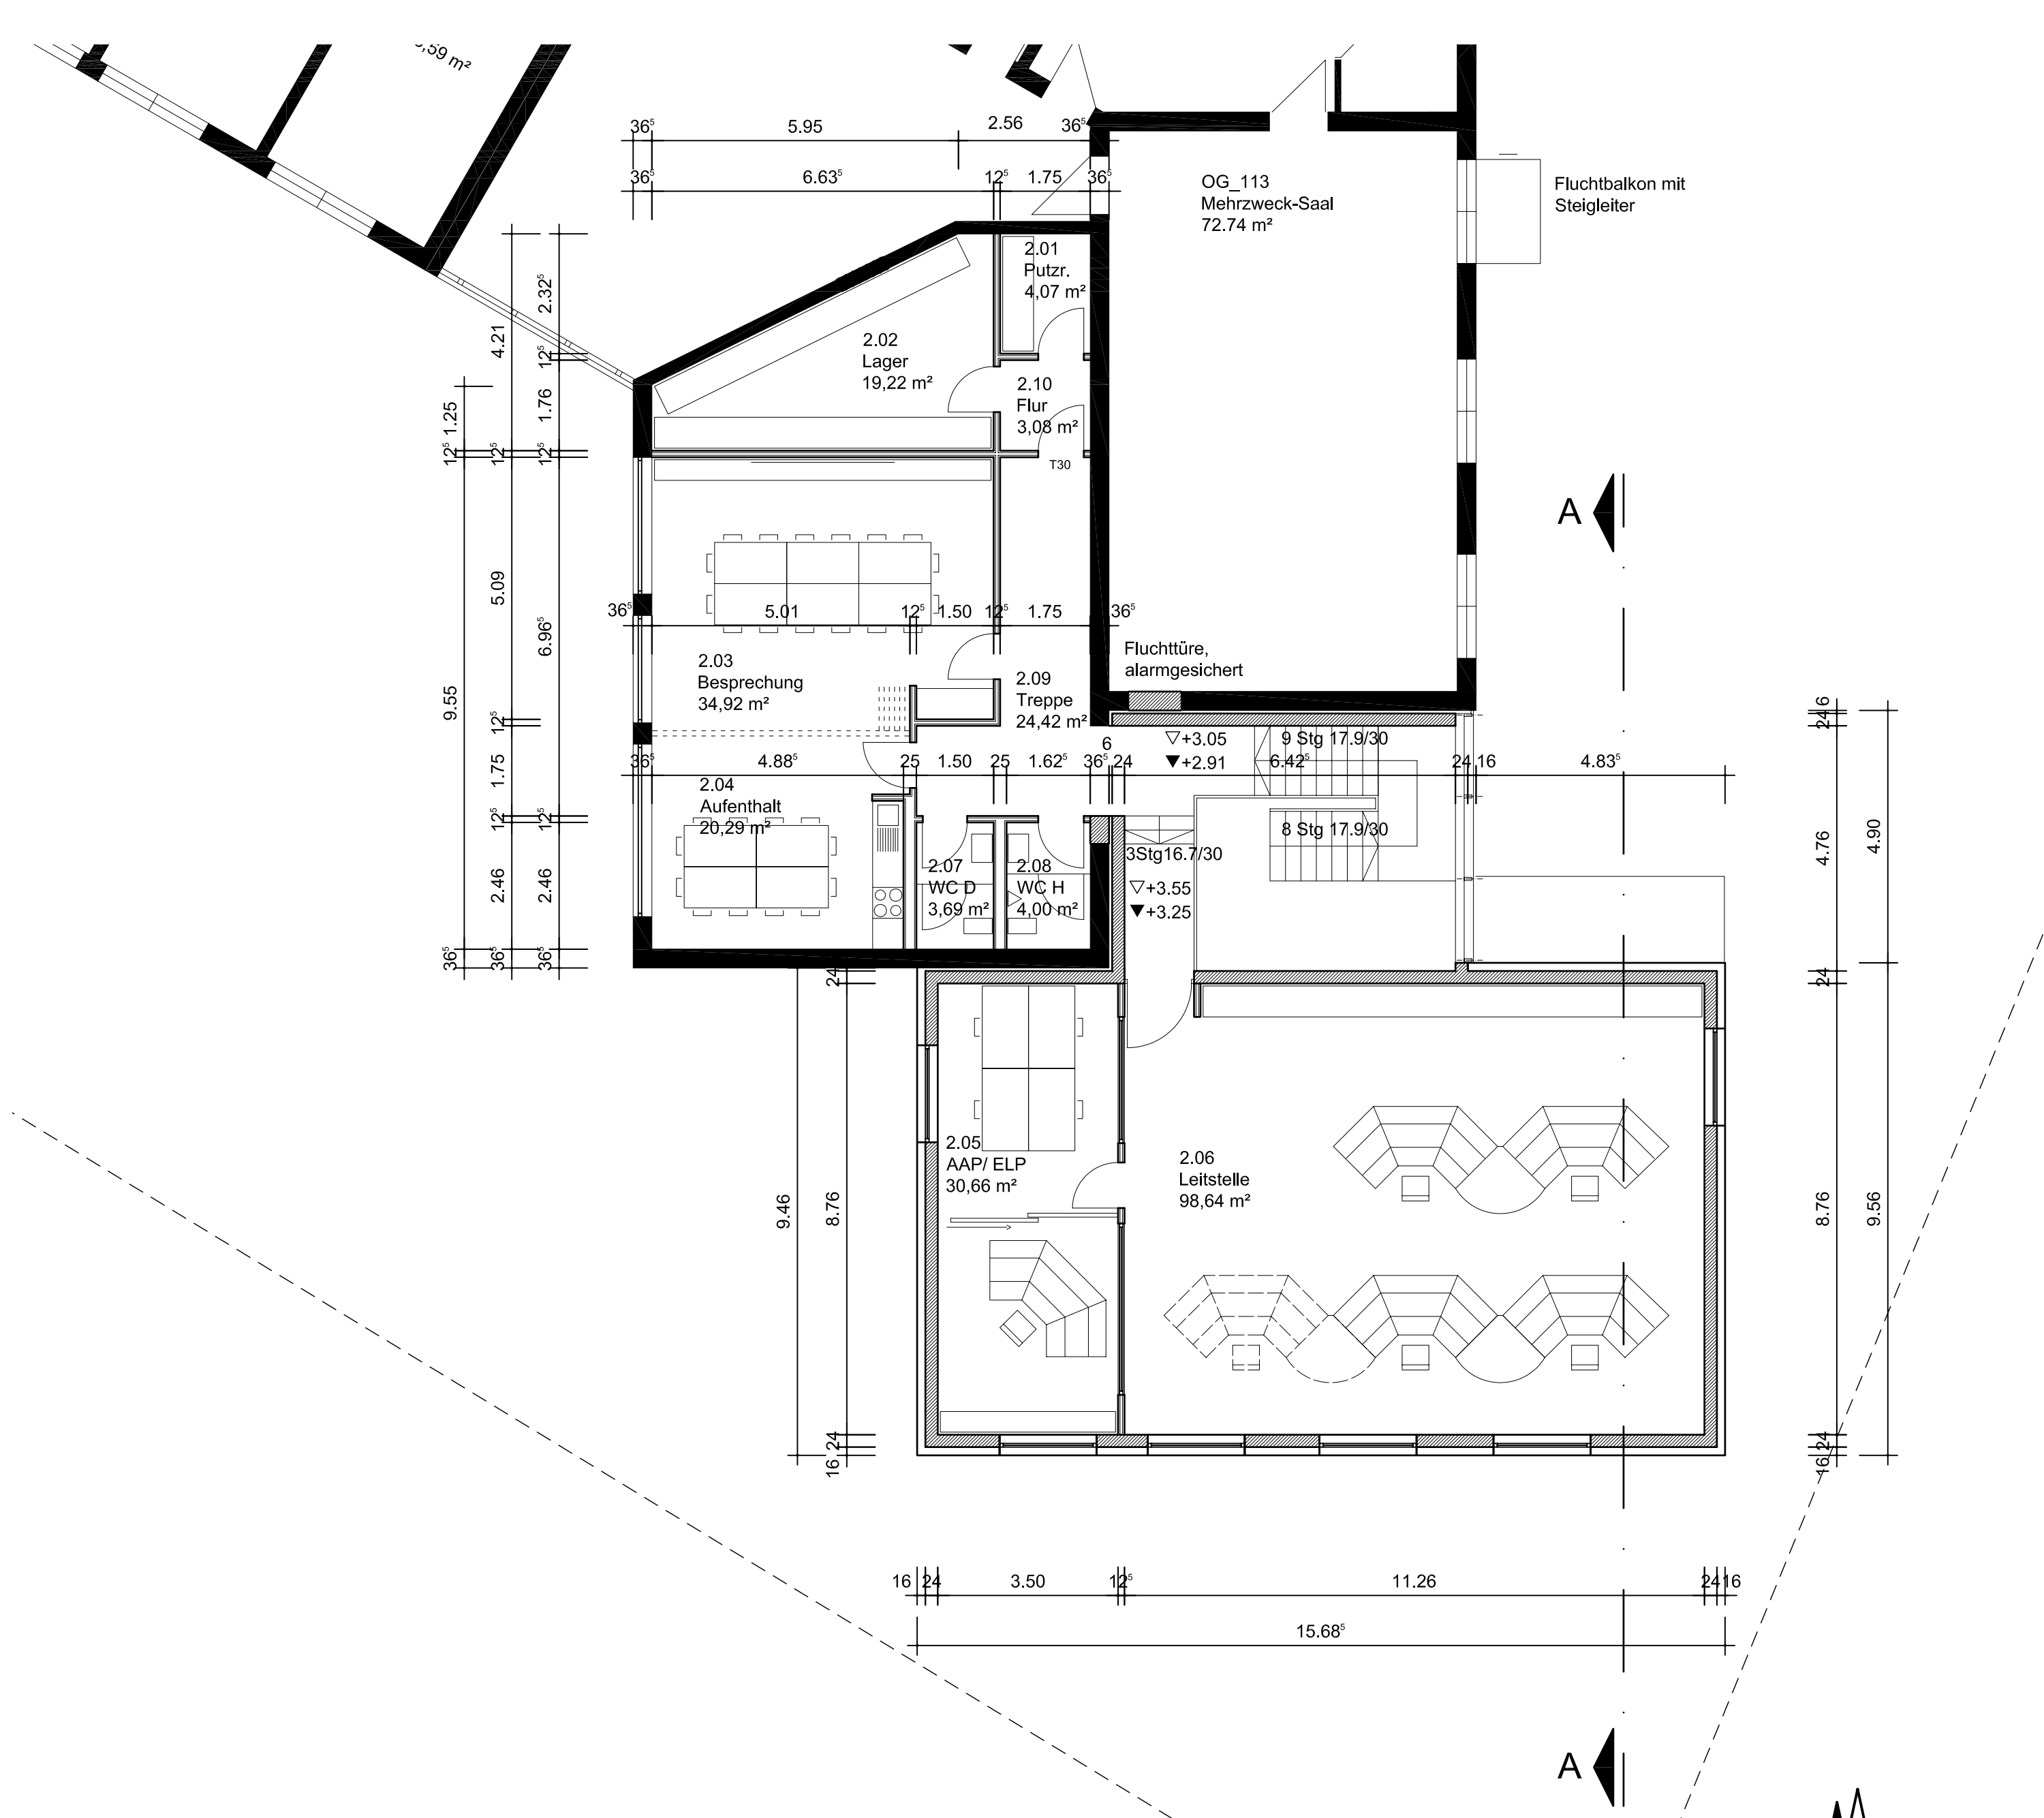 ,59 m²
36⁵ 5.95 2.56 36⁵
36⁵ 6.63⁵ 12⁵ 1.75 36⁵
OG_113
Mehrzweck-Saal
72.74 m²
Fluchtbalkon mit
Steigleiter
2.01
Putzr.
4,07 m²
2.02
Lager
19,22 m²
2.10
Flur
3,08 m²
T30
2.32⁵
12⁵
1.76
12⁵
6.96⁵
12⁵
2.46
36⁵
4.21
12⁵
5.09
12⁵
1.75
12⁵
2.46
36⁵
1.25
12⁵
9.55
36⁵
A
36⁵ 5.01 12⁵ 1.50 12⁵ 1.75 36⁵
Fluchttüre,
alarmgesichert
2.03
Besprechung
34,92 m²
2.09
Treppe
24,42 m²
6
▽+3.05
▼+2.91
9 Stg 17.9/30
36⁵ 4.88⁵ 25 1.50 25 1.62⁵ 36⁵ 24 6.42⁵ 24 16 4.83⁵
2.04
Aufenthalt
20,29 m²
8 Stg 17.9/30
3Stg16.7/30
2.07
WC D
3,69 m²
2.08
WC H
4,00 m²
▽+3.55
▼+3.25
6
24
4.76
24
8.76
24
16
4.90
9.56
24
8.76
24
16
9.46
2.05
AAP/ ELP
30,66 m²
2.06
Leitstelle
98,64 m²
16 24 3.50 12⁵ 11.26 24 16
15.68⁵
A